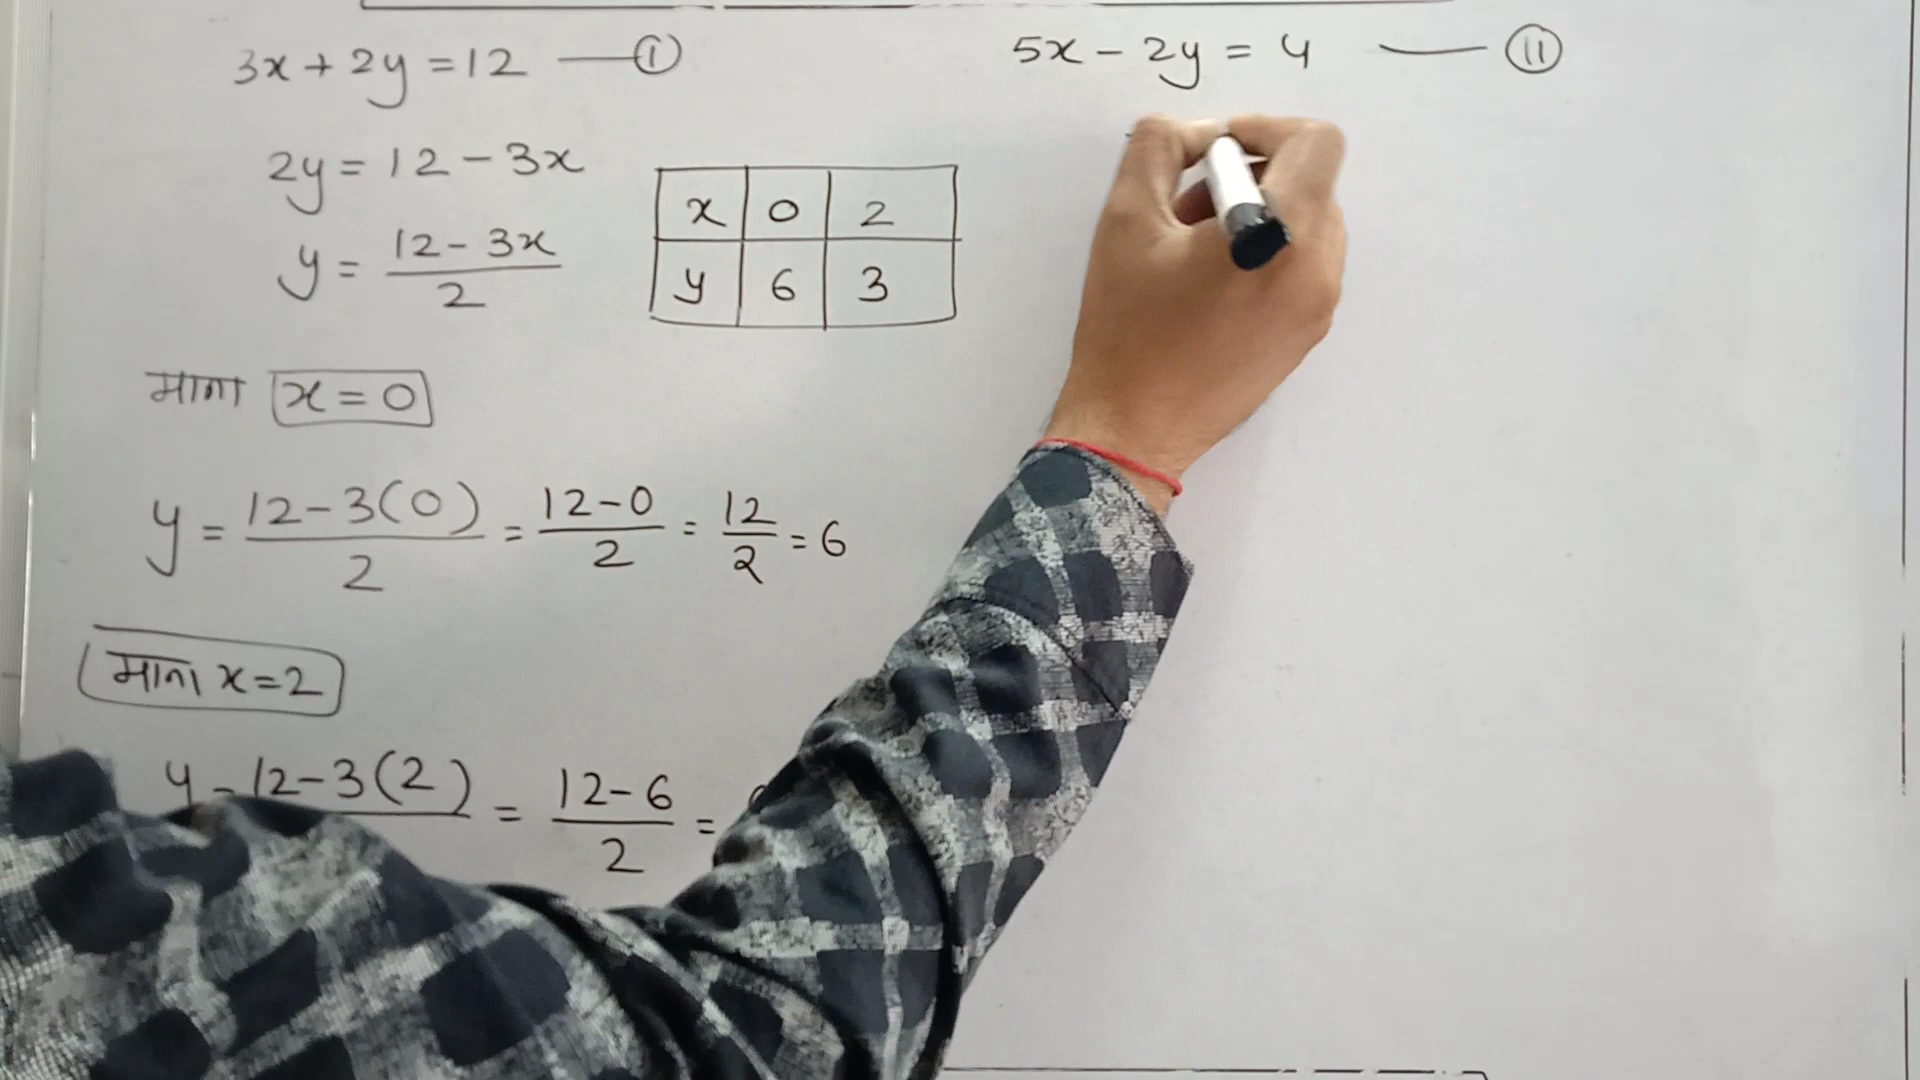 3x + 2y = 12 —— I
2y = 12 - 3x
y = 12 - 3x / 2
x 0 2
y 6 3
माना x = 0
y = 12 - 3(0) / 2 = 12 - 0 / 2 = 12 / 2 = 6
माना x = 2
y = 12 - 3(2) = 12 - 6 / 2 =
5x - 2y = 4 —— II